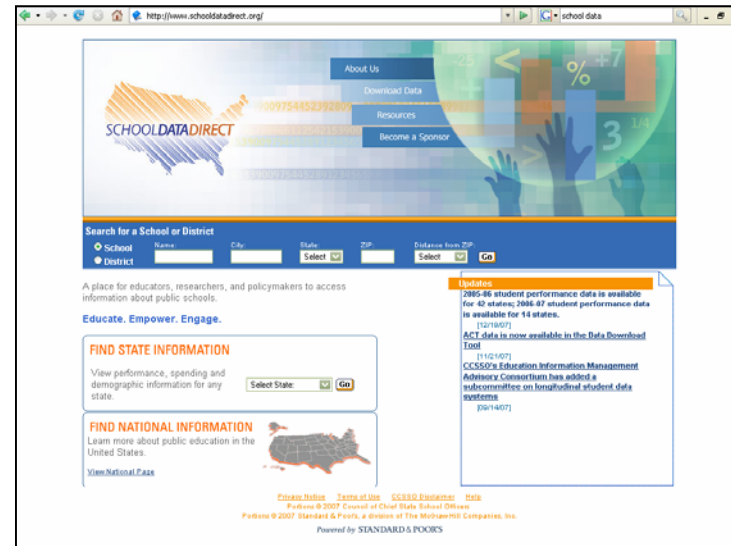 http://www.schooldatadirect.org/
school data
About Us
Download Data
Resources
Become a Sponsor
SCHOOLDATADIRECT
% +7
3 1/4
Search for a School or District
School
District
Name:
City:
State:
Select
ZIP:
Distance from ZIP:
Select
Go
A place for educators, researchers, and policymakers to access
information about public schools.
Educate. Empower. Engage.
FIND STATE INFORMATION
View performance, spending and
demographic information for any
state.
Select State:
Go
FIND NATIONAL INFORMATION
Learn more about public education in the
United States.
View National Page
Updates
2005-06 student performance data is available
for 42 states; 2006-07 student performance data
is available for 14 states.
[12/19/07]
ACT data is now available in the Data Download
Tool
[11/21/07]
CCSSO's Education Information Management
Advisory Consortium has added a
subcommittee on longitudinal student data
systems
[09/14/07]
Privacy Notice Terms of Use CCSSO Disclaimer Help
Portions © 2007 Council of Chief State School Officers
Portions © 2007 Standard & Poor's, a division of The McGraw-Hill Companies, Inc.
Powered by STANDARD & POOR'S